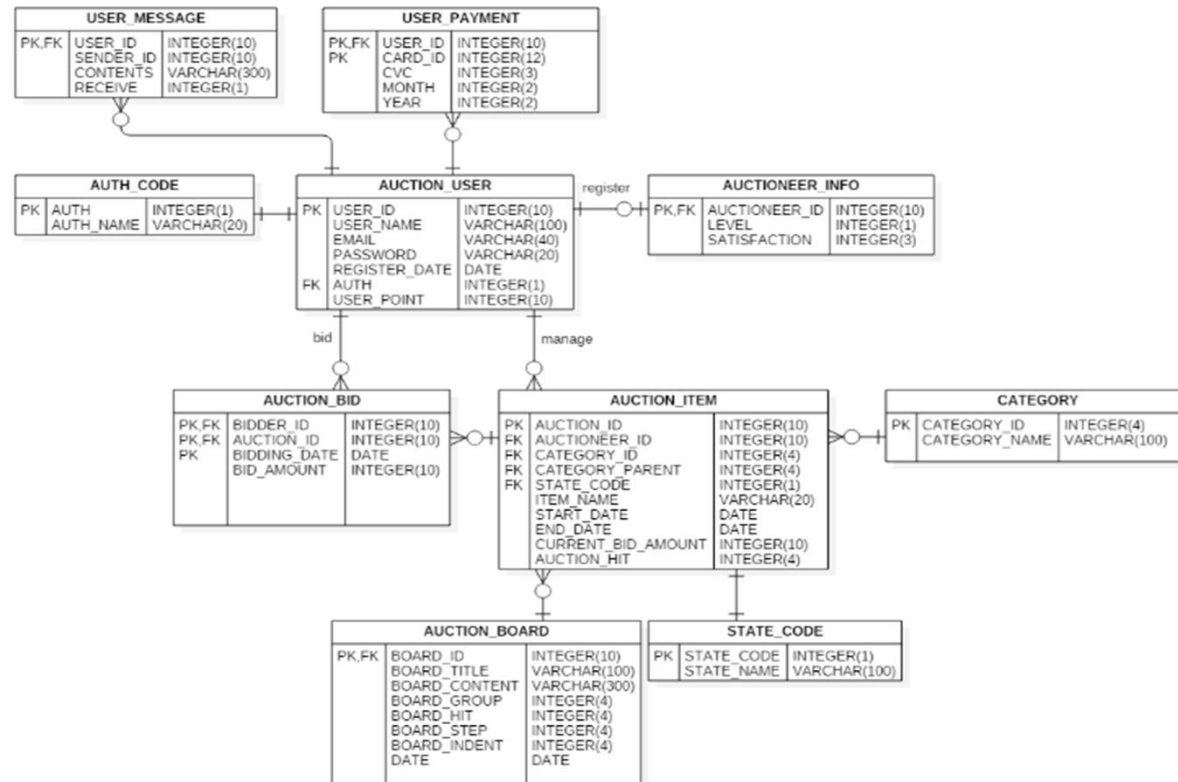 USER_MESSAGE
PK,FK USER_ID INTEGER(10)
SENDER_ID INTEGER(10)
CONTENTS VARCHAR(300)
RECEIVE INTEGER(1)
USER_PAYMENT
PK,FK USER_ID INTEGER(10)
PK CARD_ID INTEGER(12)
CVC INTEGER(3)
MONTH INTEGER(2)
YEAR INTEGER(2)
AUTH_CODE
PK AUTH INTEGER(1)
AUTH_NAME VARCHAR(20)
AUCTION_USER
PK USER_ID INTEGER(10)
USER_NAME VARCHAR(100)
EMAIL VARCHAR(40)
PASSWORD VARCHAR(20)
REGISTER_DATE DATE
FK AUTH INTEGER(1)
USER_POINT INTEGER(10)
register
AUCTIONEER_INFO
PK,FK AUCTIONEER_ID INTEGER(10)
LEVEL INTEGER(1)
SATISFACTION INTEGER(3)
bid
manage
AUCTION_BID
PK,FK BIDDER_ID INTEGER(10)
PK,FK AUCTION_ID INTEGER(10)
PK BIDDING_DATE DATE
BID_AMOUNT INTEGER(10)
AUCTION_ITEM
PK AUCTION_ID INTEGER(10)
FK AUCTIONEER_ID INTEGER(10)
FK CATEGORY_ID INTEGER(4)
FK CATEGORY_PARENT INTEGER(4)
FK STATE_CODE INTEGER(1)
ITEM_NAME VARCHAR(20)
START_DATE DATE
END_DATE DATE
CURRENT_BID_AMOUNT INTEGER(10)
AUCTION_HIT INTEGER(4)
CATEGORY
PK CATEGORY_ID INTEGER(4)
CATEGORY_NAME VARCHAR(100)
AUCTION_BOARD
PK,FK BOARD_ID INTEGER(10)
BOARD_TITLE VARCHAR(100)
BOARD_CONTENT VARCHAR(300)
BOARD_GROUP INTEGER(4)
BOARD_HIT INTEGER(4)
BOARD_STEP INTEGER(4)
BOARD_INDENT INTEGER(4)
DATE DATE
STATE_CODE
PK STATE_CODE INTEGER(1)
STATE_NAME VARCHAR(100)